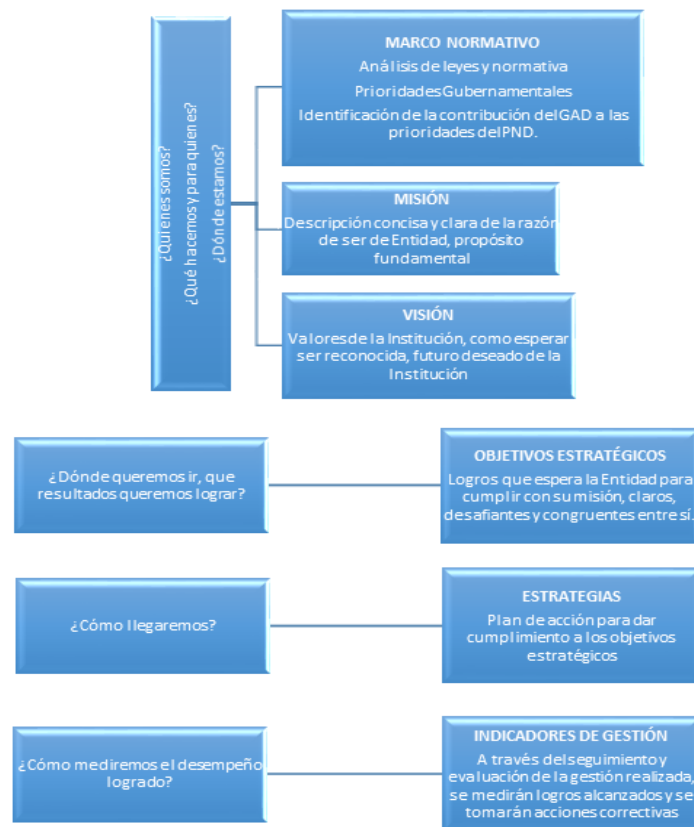 ¿Quienes somos?
¿Qué hacemos y para quienes?
¿Dónde estamos?
MARCO NORMATIVO
Análisis de leyes y normativa
Prioridades Gubernamentales
Identificación de la contribución del GAD a las
prioridades del PND.
MISIÓN
Descripción concisa y clara de la razón
de ser de Entidad, propósito
fundamental
VISIÓN
Valores de la Institución, como esperar
ser reconocida, futuro deseado de la
Institución
¿Dónde queremos ir, que
resultados queremos lograr?
OBJETIVOS ESTRATÉGICOS
Logros que espera la Entidad para
cumplir con su misión, claros,
desafiantes y congruentes entre sí.
¿Cómo llegaremos?
ESTRATEGIAS
Plan de acción para dar
cumplimiento a los objetivos
estratégicos
¿Cómo mediremos el desempeño
logrado?
INDICADORES DE GESTIÓN
A través del seguimiento y
evaluación de la gestión realizada,
se medirán logros alcanzados y se
tomarán acciones correctivas